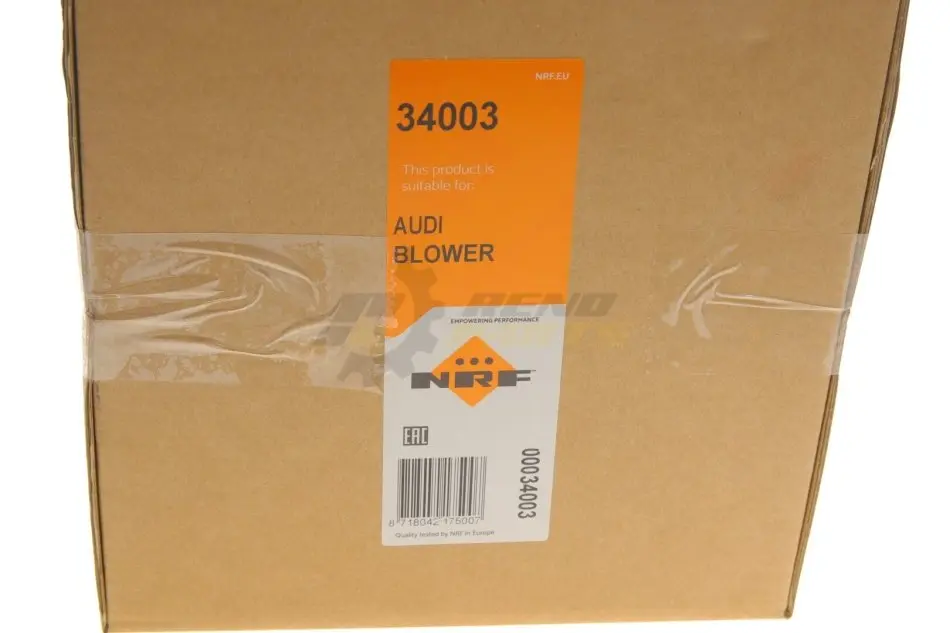 NRF.EU
34003
This product is
suitable for:
AUDI
BLOWER
RENO
EMPOWERING PERFORMANCE
NRF
EAC
00034003
8 718042 175007
Quality tested by NRF in Europe